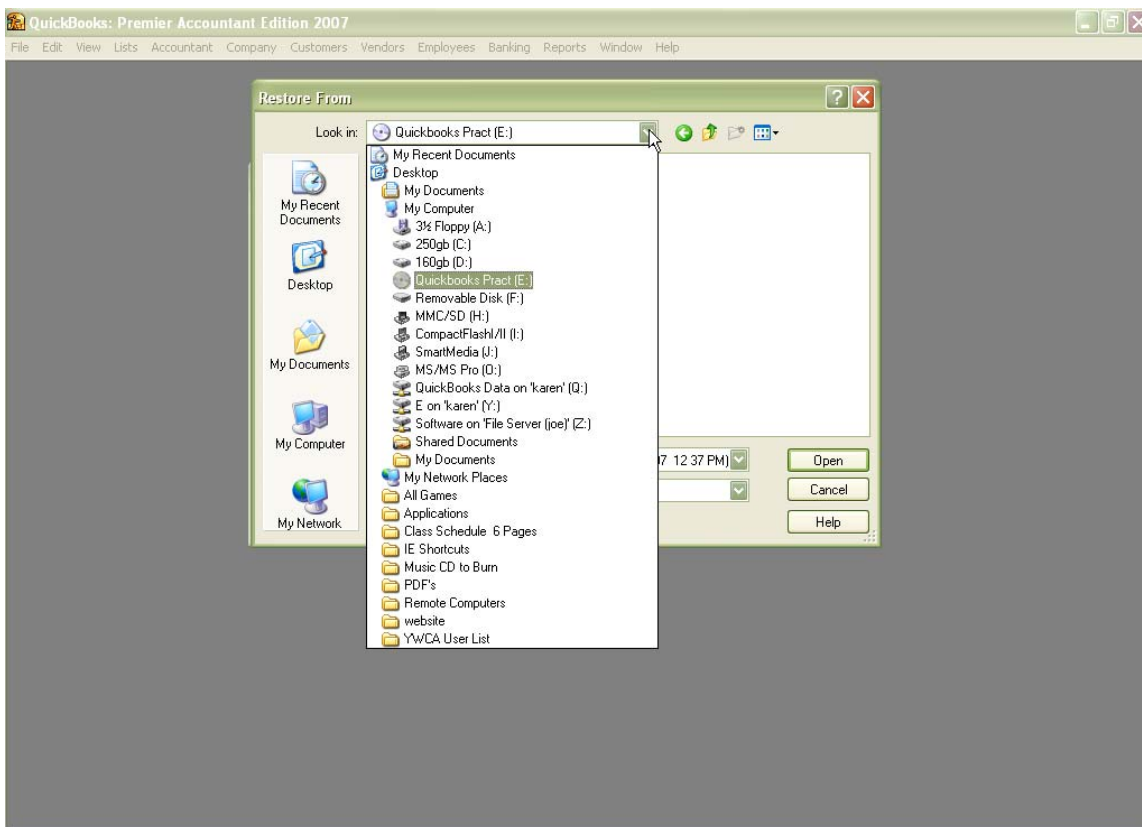 QuickBooks: Premier Accountant Edition 2007
File Edit View Lists Accountant Company Customers Vendors Employees Banking Reports Window Help
Restore From
Look in: Quickbooks Pract (E:)
My Recent Documents
Desktop
My Documents
My Computer
3½ Floppy (A:)
250gb (C:)
160gb (D:)
Quickbooks Pract (E:)
Removable Disk (F:)
MMC/SD (H:)
CompactFlashI/II (I:)
SmartMedia (J:)
MS/MS Pro (O:)
QuickBooks Data on 'karen' (Q:)
E on 'karen' (Y:)
Software on 'File Server (joe)' (Z:)
Shared Documents
My Documents
My Network Places
All Games
Applications
Class Schedule 6 Pages
IE Shortcuts
Music CD to Burn
PDF's
Remote Computers
website
YWCA User List
My Recent
Documents
Desktop
My Documents
My Computer
My Network
12 37 PM)
Open
Cancel
Help